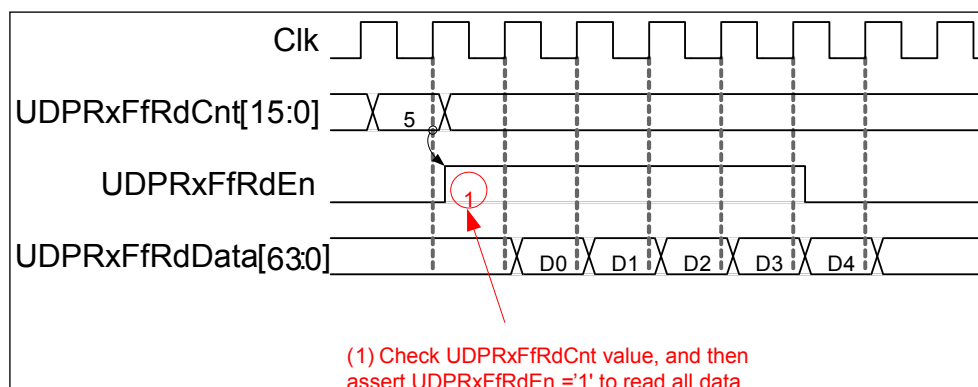 Clk
UDPRxFfRdCnt[15:0]
5
UDPRxFfRdEn
1
UDPRxFfRdData[63:0]
D0 D1 D2 D3 D4
(1) Check UDPRxFfRdCnt value, and then
assert UDPRxFfRdEn ='1' to read all data